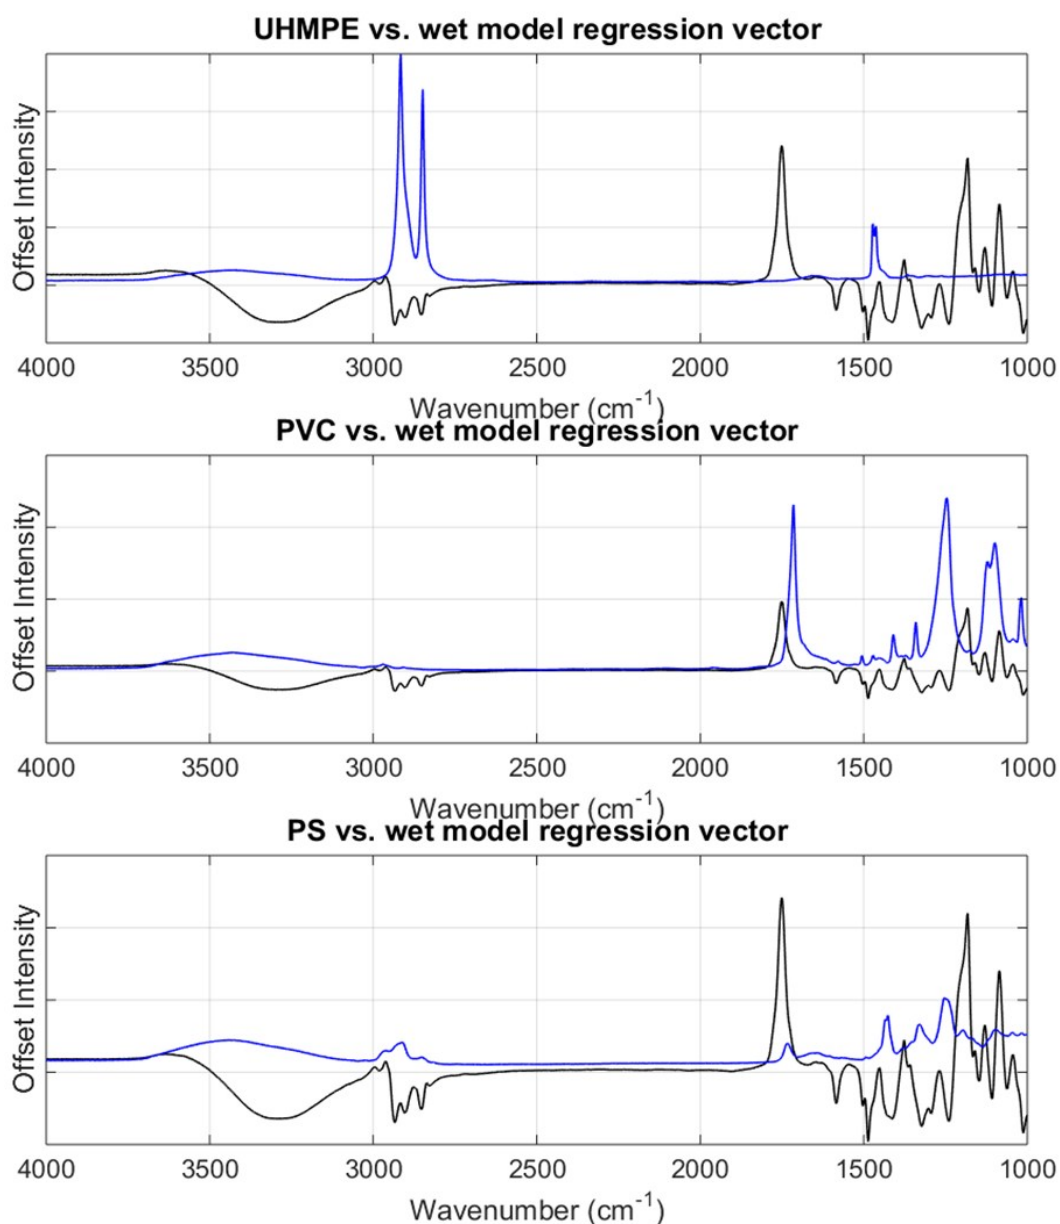 UHMPE vs. wet model regression vector
Offset Intensity
4000 3500 3000 2500 2000 1500 1000
Wavenumber (cm⁻¹)
PVC vs. wet model regression vector
Offset Intensity
4000 3500 3000 2500 2000 1500 1000
Wavenumber (cm⁻¹)
PS vs. wet model regression vector
Offset Intensity
4000 3500 3000 2500 2000 1500 1000
Wavenumber (cm⁻¹)